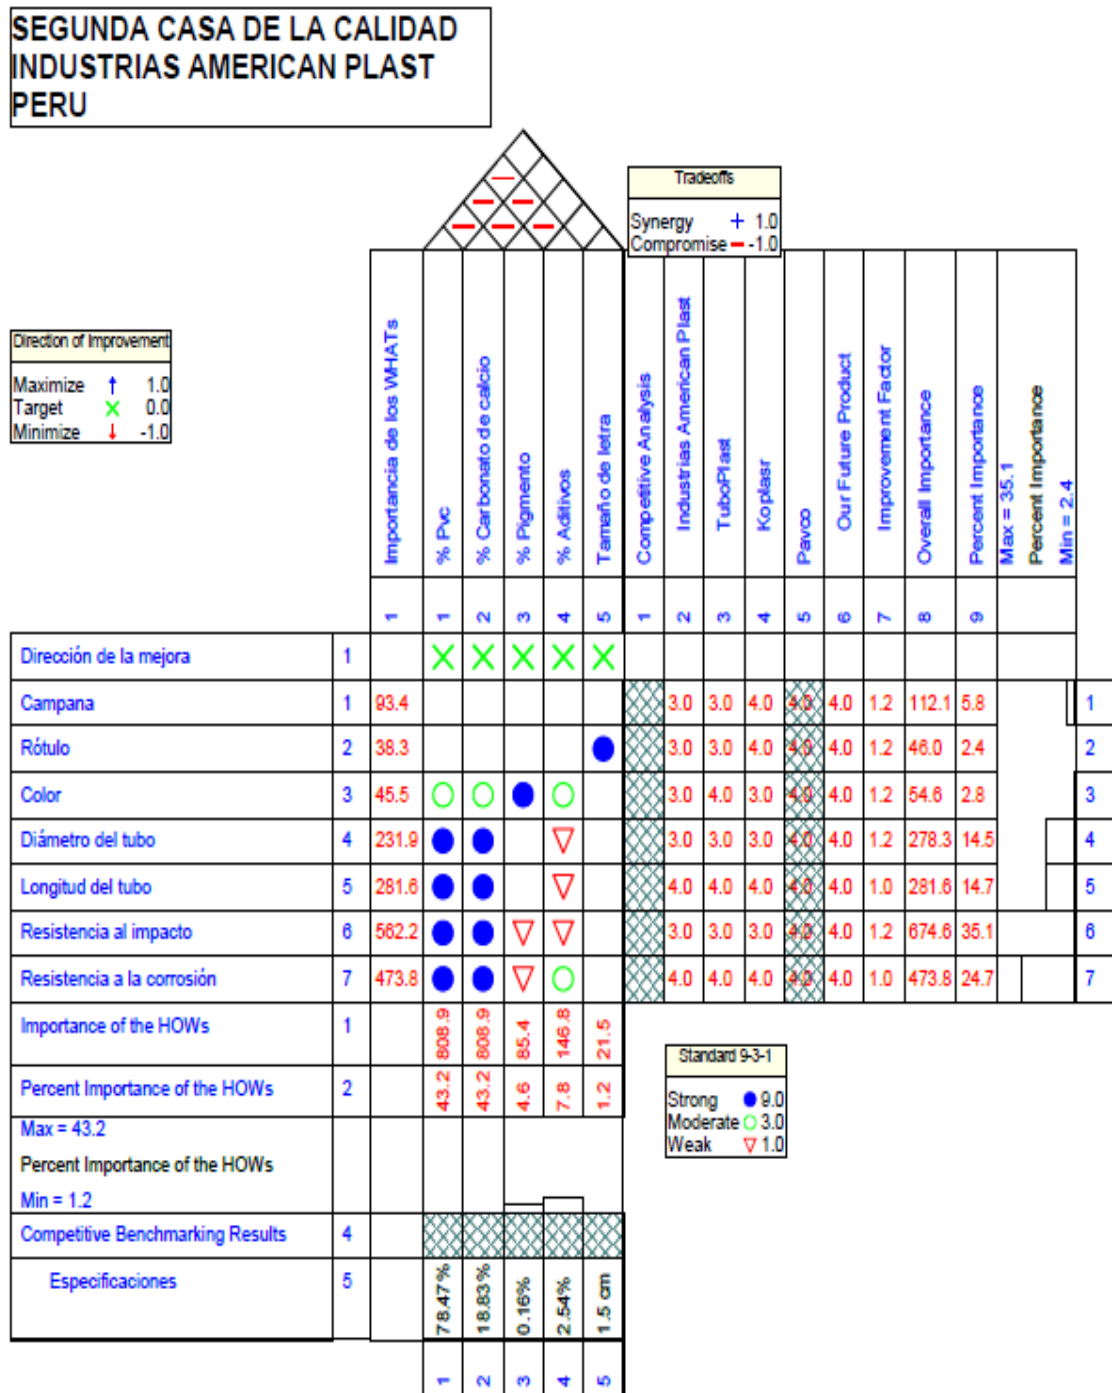 SEGUNDA CASA DE LA CALIDAD
INDUSTRIAS AMERICAN PLAST
PERU
Tradeoffs
Synergy + 1.0
Compromise -1.0
Direction of Improvement
Maximize 1.0
Target 0.0
Minimize -1.0
Importancia de los WHATs
% Pvc
% Carbonato de calcio
% Pigmento
% Aditivos
Tamaño de letra
Competitive Analysis
Industrias American Plast
TuboPlast
Koplasr
Pavco
Our Future Product
Improvement Factor
Overall Importance
Percent Importance
Max = 35.1
Percent Importance
Min = 2.4
1 1 2 3 4 5 1 2 3 4 5 6 7 8 9
Dirección de la mejora 1
Campana 1 93.4 3.0 3.0 4.0 4.0 4.0 1.2 112.1 5.8 1
Rótulo 2 38.3 3.0 3.0 4.0 4.0 4.0 1.2 46.0 2.4 2
Color 3 45.5 3.0 4.0 3.0 4.0 4.0 1.2 54.6 2.8 3
Diámetro del tubo 4 231.9 3.0 3.0 3.0 4.0 4.0 1.2 278.3 14.5 4
Longitud del tubo 5 281.6 4.0 4.0 4.0 4.0 4.0 1.0 281.6 14.7 5
Resistencia al impacto 6 562.2 3.0 3.0 3.0 4.0 4.0 1.2 674.6 35.1 6
Resistencia a la corrosión 7 473.8 4.0 4.0 4.0 4.0 4.0 1.0 473.8 24.7 7
Importance of the HOWs 1 808.9 808.9 85.4 146.8 21.5
Percent Importance of the HOWs 2 43.2 43.2 4.6 7.8 1.2
Max = 43.2
Percent Importance of the HOWs
Min = 1.2
Standard 9-3-1
Strong 9.0
Moderate 3.0
Weak 1.0
Competitive Benchmarking Results 4
Especificaciones 5 78.47% 18.83% 0.16% 2.54% 1.5 cm
1 2 3 4 5